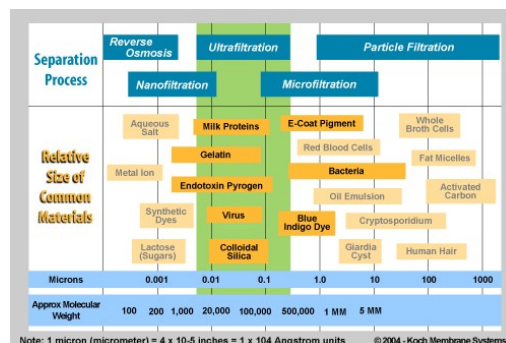 Separation
Process
Reverse
Osmosis
Ultrafiltration
Particle Filtration
Nanofiltration
Microfiltration
Relative
Size of
Common
Materials
Aqueous
Salt
Milk Proteins
E-Coat Pigment
Whole
Broth Cells
Gelatin
Red Blood Cells
Fat Micelles
Metal Ion
Endotoxin Pyrogen
Bacteria
Oil Emulsion
Activated
Carbon
Synthetic
Dyes
Virus
Blue
Indigo Dye
Cryptosporidium
Lactose
(Sugars)
Colloidal
Silica
Giardia
Cyst
Human Hair
Microns 0.001 0.01 0.1 1.0 10 100 1000
Approx Molecular
Weight
100 200 1,000 20,000 100,000 500,000 1 MM 5 MM
Note: 1 micron (micrometer) = 4 x 10-5 inches = 1 x 104 Angstrom units
©2004 - Koch Membrane Systems